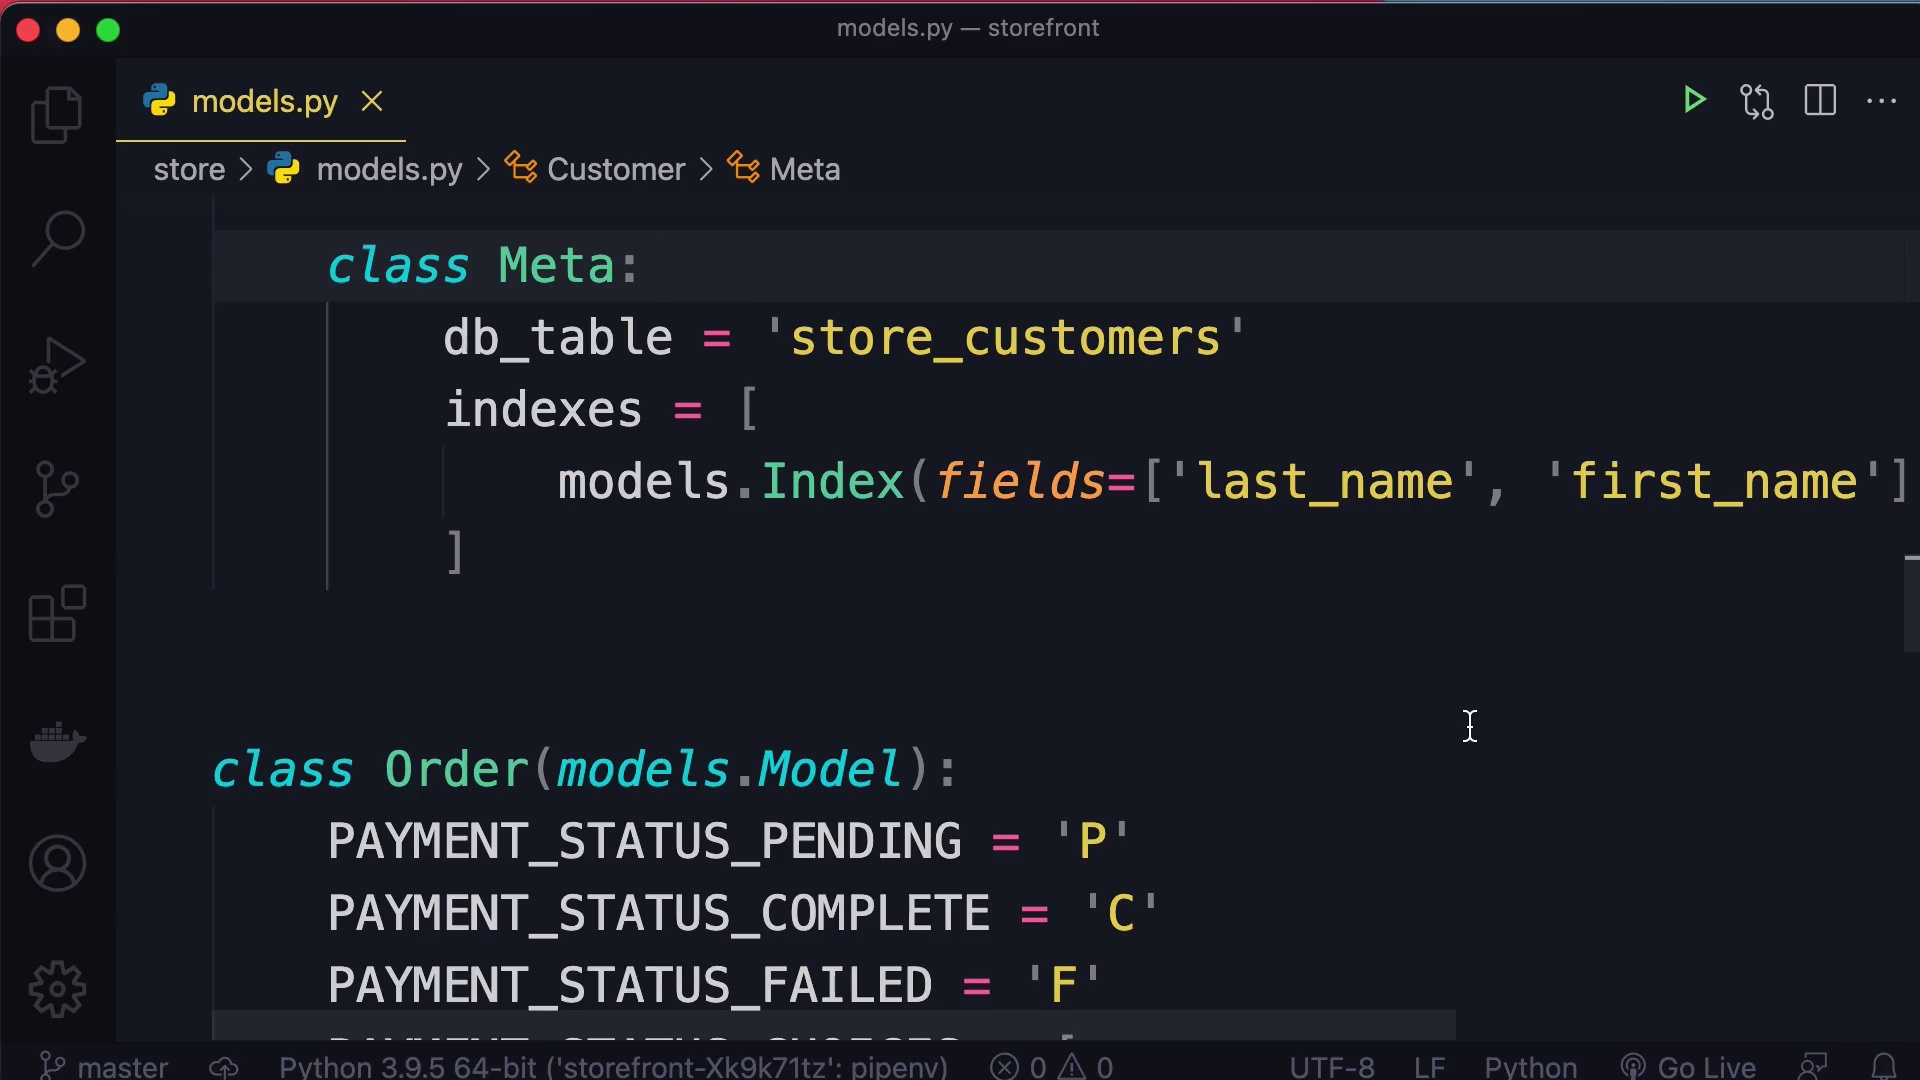 models.py — storefront
models.py
store > models.py > Customer > Meta
class Meta:
db_table = 'store_customers'
indexes = [
models.Index(fields=['last_name', 'first_name']
]
class Order(models.Model):
PAYMENT_STATUS_PENDING = 'P'
PAYMENT_STATUS_COMPLETE = 'C'
PAYMENT_STATUS_FAILED = 'F'
master Python 3.9.5 64-bit ('storefront-Xk9k71tz': pipenv) 0 0 UTF-8 LF Python Go Live